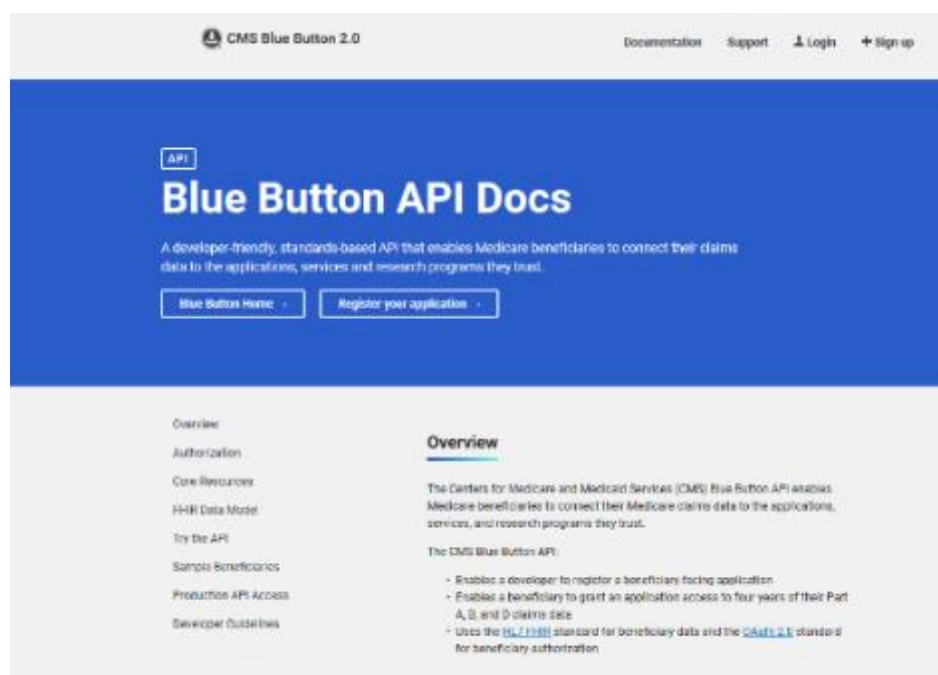 CMS Blue Button 2.0
Documentation Support Login + Sign up
API
Blue Button API Docs
A developer-friendly, standards-based API that enables Medicare beneficiaries to connect their claims
data to the applications, services and research programs they trust.
Blue Button Home ›
Register your application ›
Overview
Authorization
Core Resources
FHIR Data Model
Try the API
Sample Beneficiaries
Production API Access
Developer Guidelines
Overview
The Centers for Medicare and Medicaid Services (CMS) Blue Button API enables
Medicare beneficiaries to connect their Medicare claims data to the applications,
services, and research programs they trust.
The CMS Blue Button API:
- Enables a developer to register a beneficiary facing application
- Enables a beneficiary to grant an application access to four years of their Part
A, B, and D claims data
- Uses the HL7 FHIR standard for beneficiary data and the OAuth 2.0 standard
for beneficiary authorization